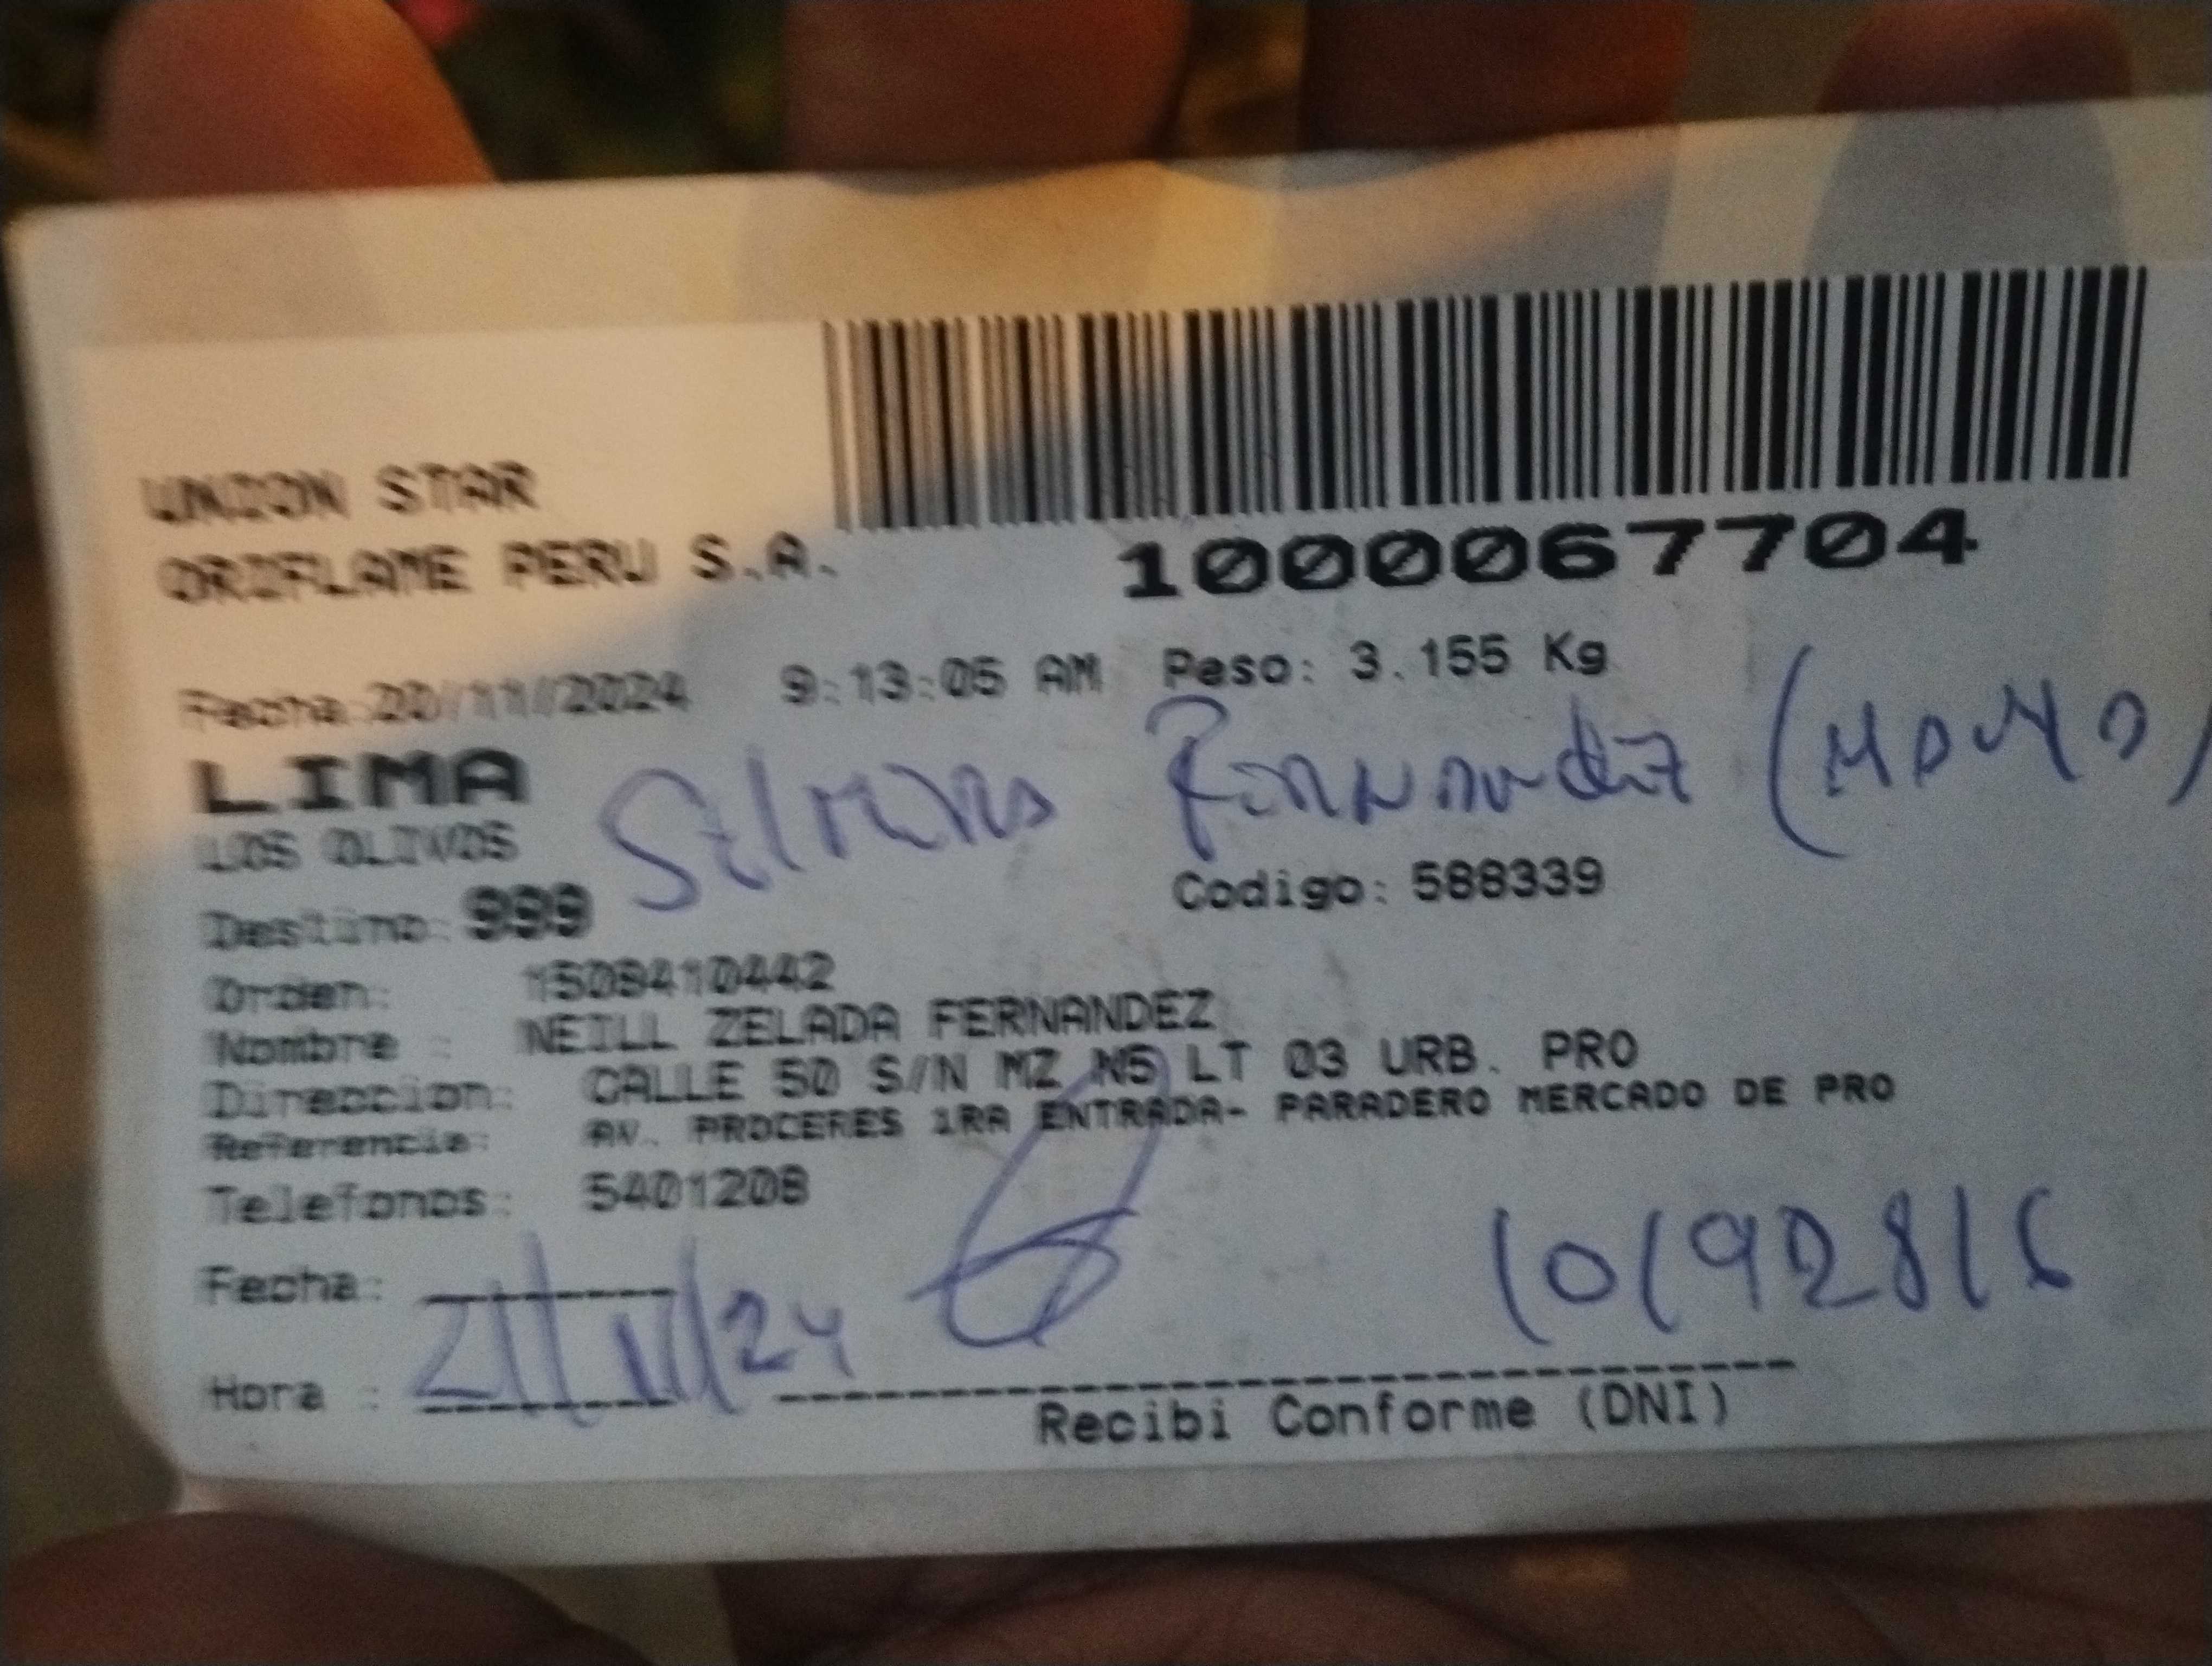 UNION STAR
ORIFLAME PERU S.A.
1000067704
Fecha:20/11/2024 9:13:05 AM Peso: 3.155 Kg
LIMA
LOS OLIVOS
Fernandez
Destino: 999 Codigo: 588339
Orden: 1508410442
Nombre : NEILL ZELADA FERNANDEZ
Direccion: CALLE 50 S/N MZ N5 LT 03 URB. PRO
Referencia: AV. PROCERES 1RA ENTRADA- PARADERO MERCADO DE PRO
Telefonos: 5401208
Fecha: 21/11/24
10192816
Hora :
Recibi Conforme (DNI)